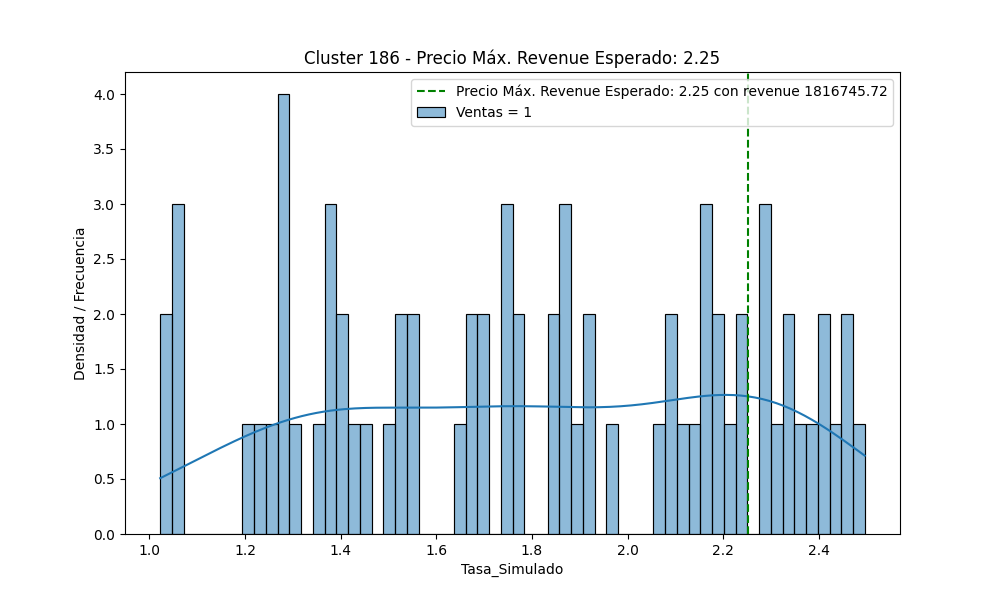 Cluster 186 - Precio Máx. Revenue Esperado: 2.25
Precio Máx. Revenue Esperado: 2.25 con revenue 1816745.72
Ventas = 1
Densidad / Frecuencia
4.0
3.5
3.0
2.5
2.0
1.5
1.0
0.5
0.0
1.0 1.2 1.4 1.6 1.8 2.0 2.2 2.4
Tasa_Simulado